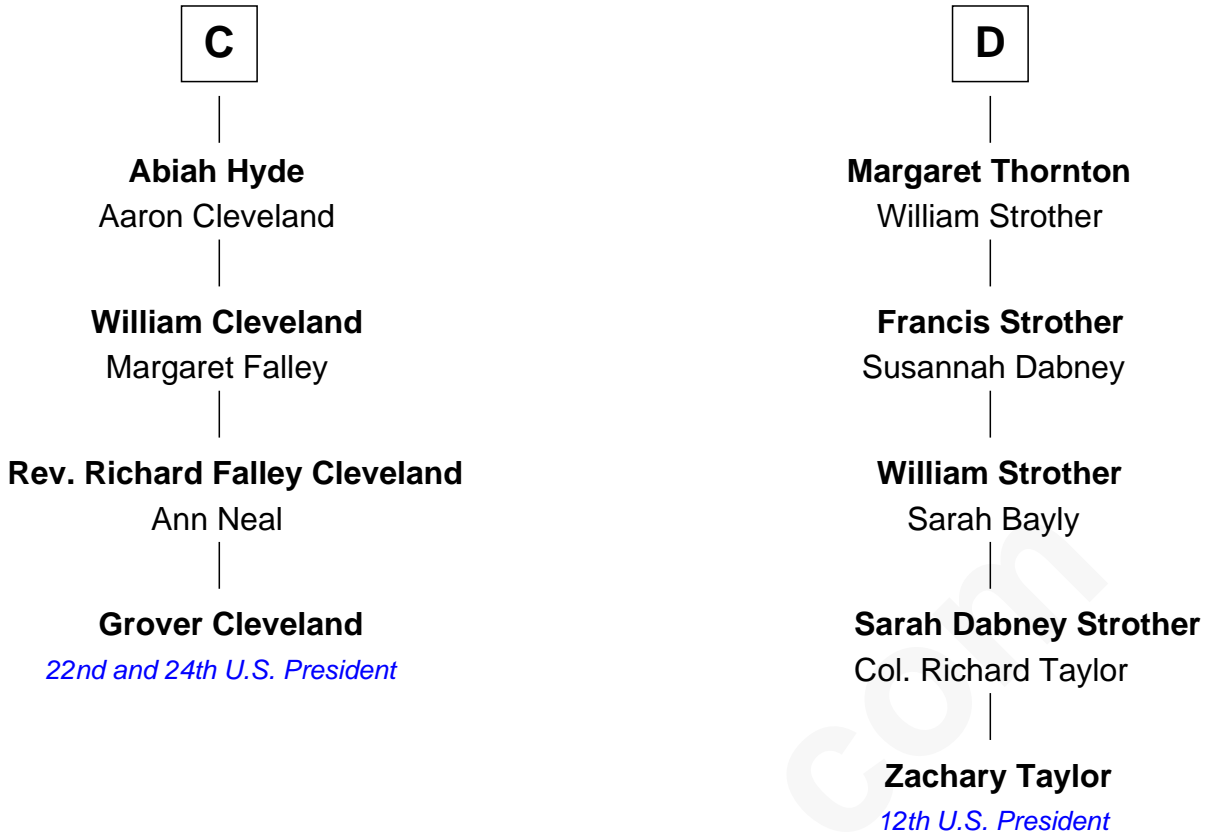 C
Abiah Hyde
Aaron Cleveland
William Cleveland
Margaret Falley
Rev. Richard Falley Cleveland
Ann Neal
Grover Cleveland
22nd and 24th U.S. President
D
Margaret Thornton
William Strother
Francis Strother
Susannah Dabney
William Strother
Sarah Bayly
Sarah Dabney Strother
Col. Richard Taylor
Zachary Taylor
12th U.S. President
com